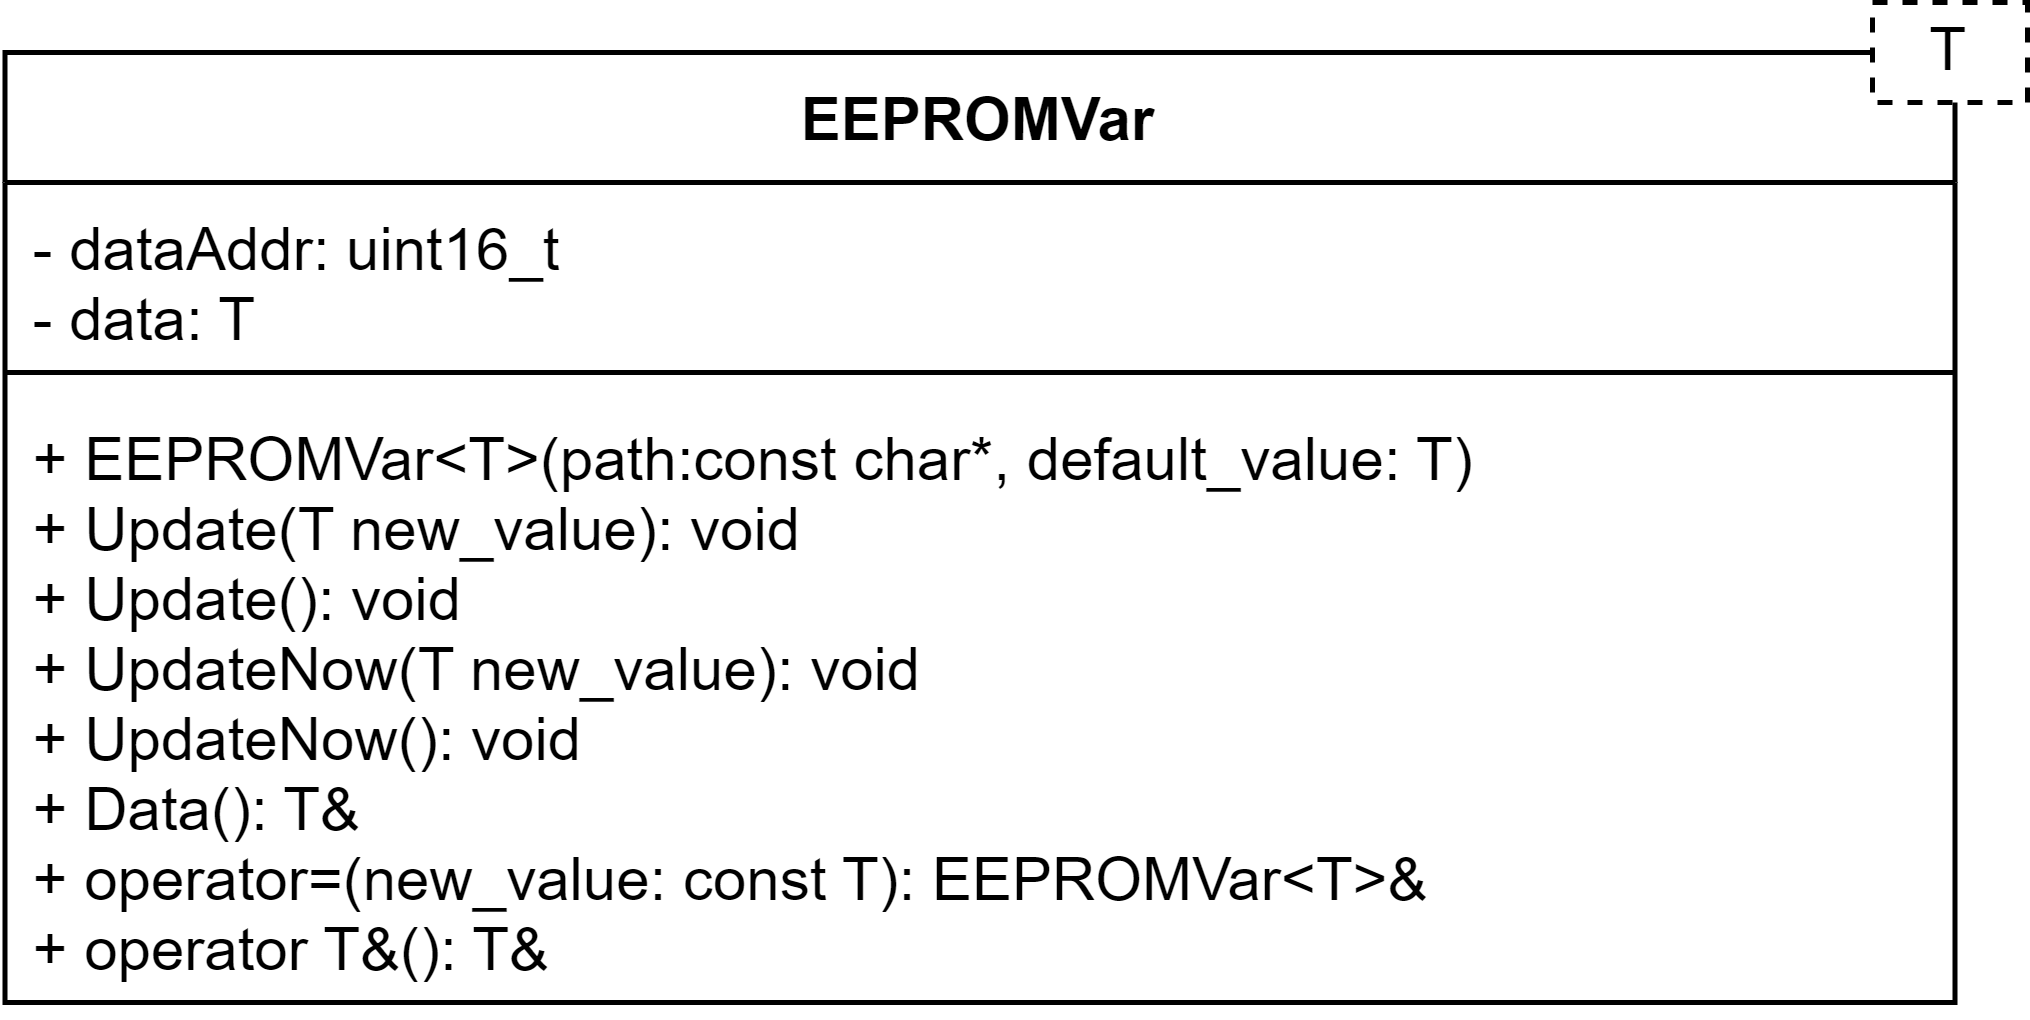 T
EEPROMVar
- dataAddr: uint16_t
- data: T
+ EEPROMVar<T>(path:const char*, default_value: T)
+ Update(T new_value): void
+ Update(): void
+ UpdateNow(T new_value): void
+ UpdateNow(): void
+ Data(): T&
+ operator=(new_value: const T): EEPROMVar<T>&
+ operator T&(): T&